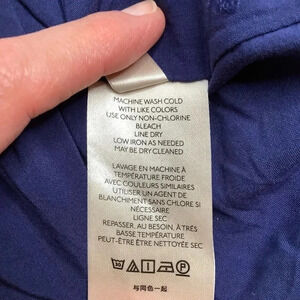 MACHINE WASH COLD
WITH LIKE COLORS
USE ONLY NON-CHLORINE
BLEACH
LINE DRY
LOW IRON AS NEEDED
MAY BE DRY CLEANED
LAVAGE EN MACHINE À
TEMPÉRATURE FROIDE
AVEC COULEURS SIMILAIRES
UTILISER UN AGENT DE
BLANCHIMENT SANS CHLORE SI
NÉCESSAIRE
LIGNE SEC
REPASSER, AU BESOIN, À TRÈS
BASSE TEMPÉRATURE
PEUT-ÊTRE ÊTRE NETTOYÉE SEC
与同色一起